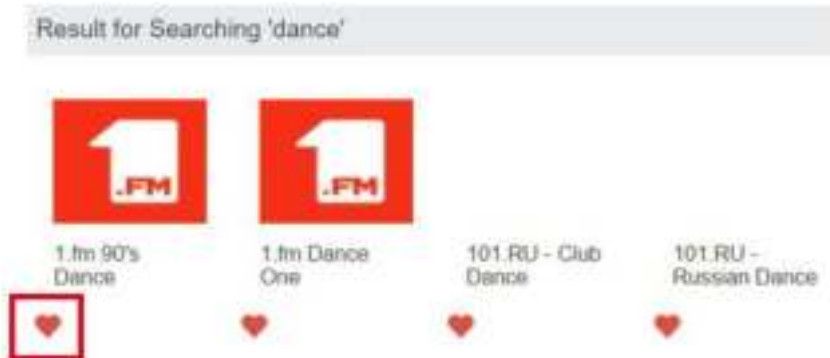 Result for Searching 'dance'
.FM
.FM
1.fm 90's
Dance
1.fm Dance
One
101.RU - Club
Dance
101.RU -
Russian Dance